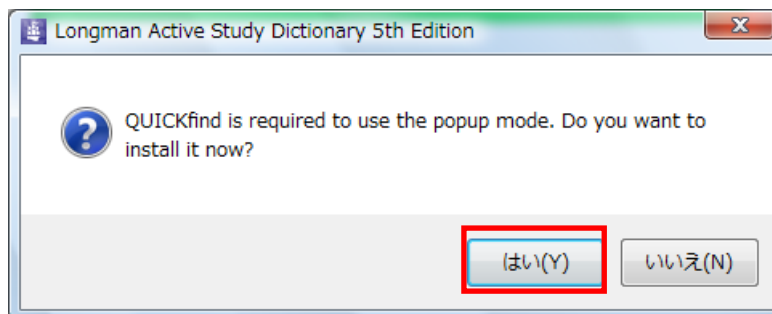 Longman Active Study Dictionary 5th Edition
QUICKfind is required to use the popup mode. Do you want to
install it now?
はい(Y)
いいえ(N)